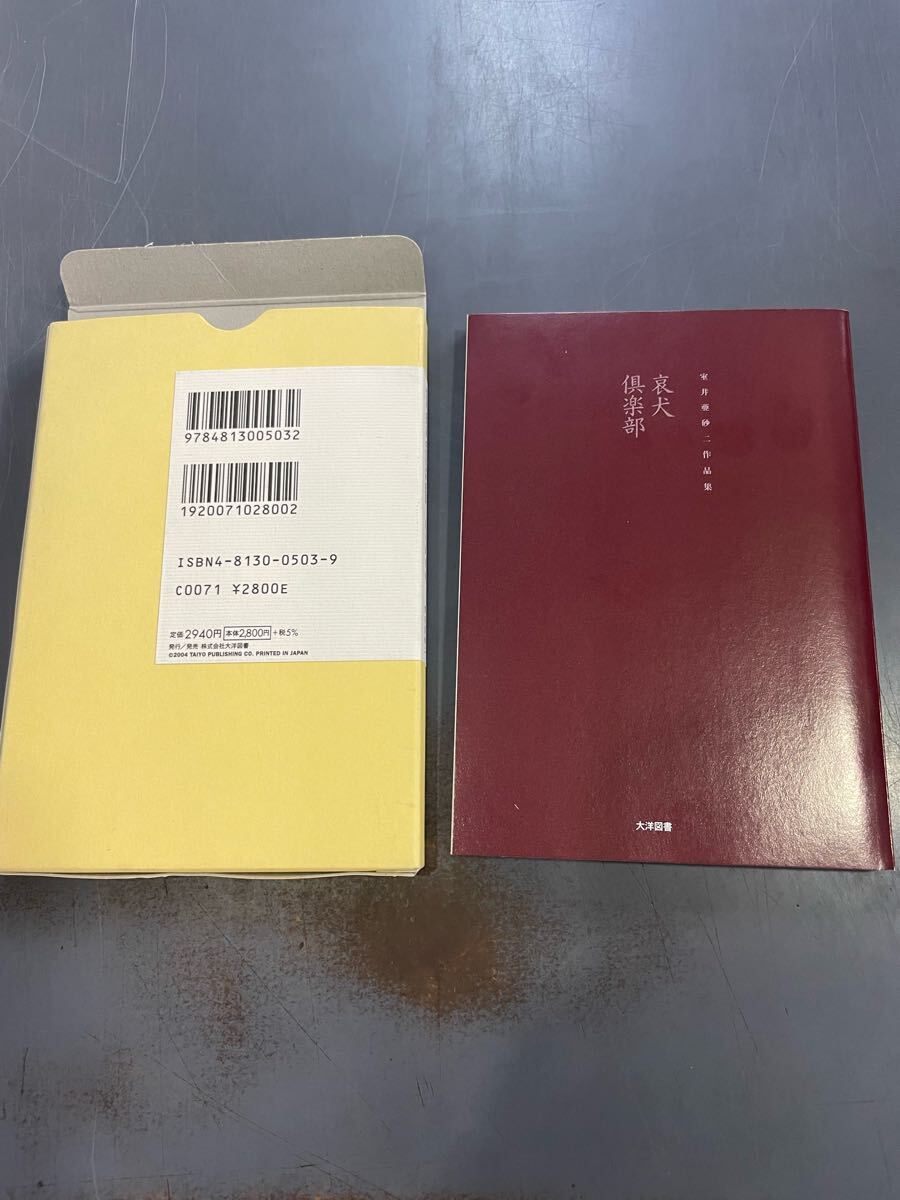 9784813005032
1920071028002
ISBN4-8130-0503-9
C0071 ¥2800E
定価2940円 本体2,800円 +税5%
発行/発売 株式会社大洋図書
©2004 TAIYO PUBLISHING CO, PRINTED IN JAPAN
室井亜砂二作品集
哀犬
倶楽部
大洋図書